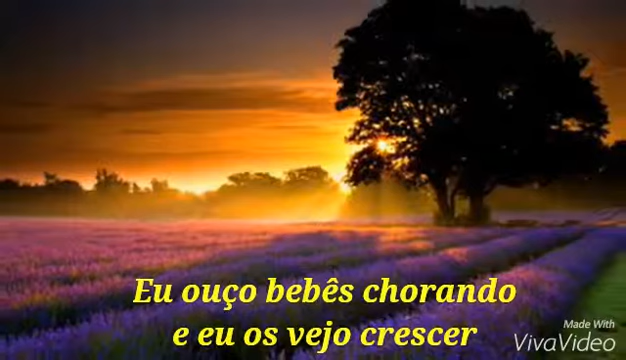 Eu ouço bebês chorando
e eu os vejo crescer
Made With
VivaVideo